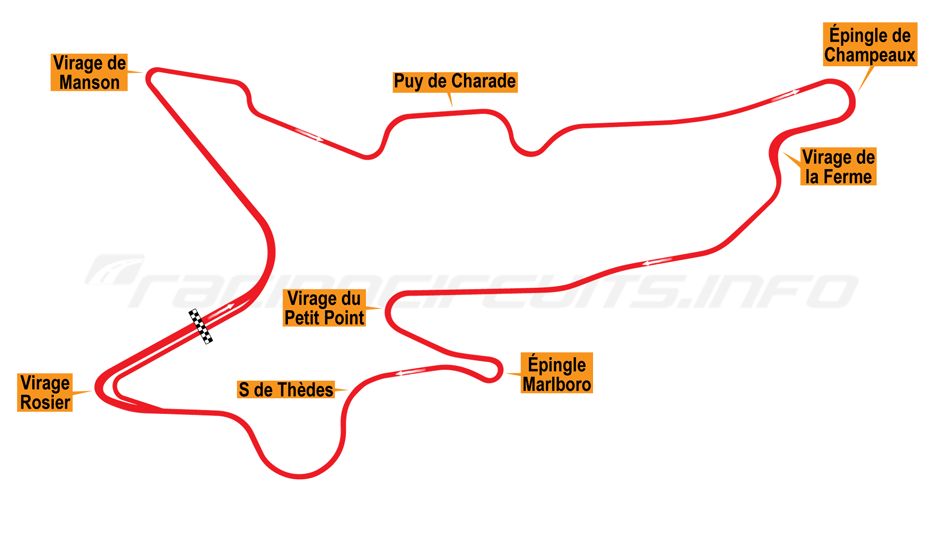 Virage de
Manson
Puy de Charade
Épingle de
Champeaux
Virage de
la Ferme
racingcircuits.info
Virage du
Petit Point
Épingle
Marlboro
S de Thèdes
Virage
Rosier